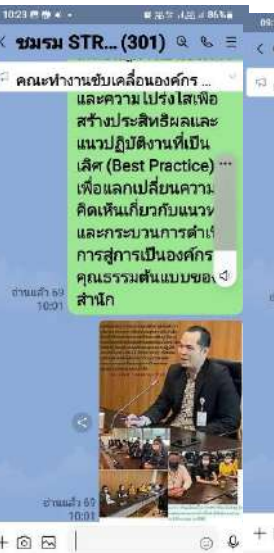 10:23
86%
ชมรม STR... (301)
คณะทำงานขับเคลื่อนองค์กร ...
และความโปร่งใสเพื่อ
สร้างประสิทธิผลและ
แนวปฏิบัติงานที่เป็น
เลิศ (Best Practice)
เพื่อแลกเปลี่ยนความ
คิดเห็นเกี่ยวกับแนวท
และกระบวนการดำเนิ
การสู่การเป็นองค์กร
คุณธรรมต้นแบบของ
สำนัก
อ่านแล้ว 69
10:01
อ่านแล้ว 69
10:01
09: